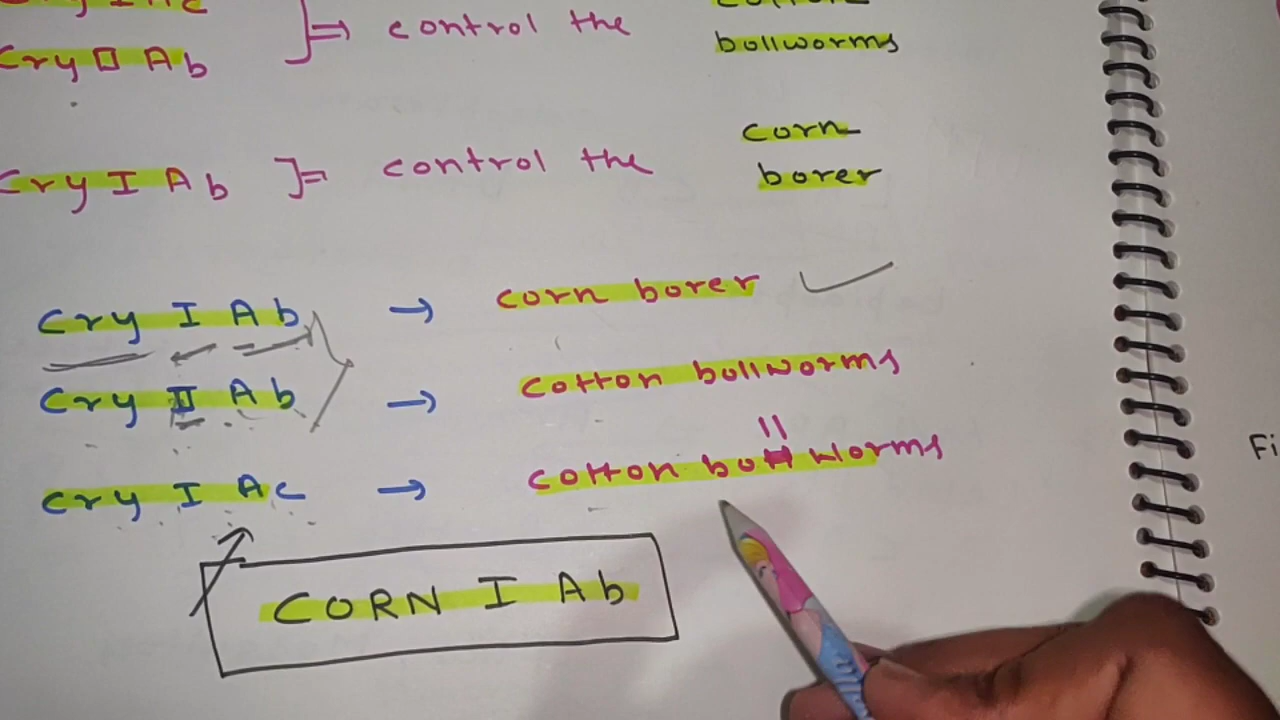 control the
Cry II Ab bollworms
Cry I Ab control the corn
borer
Cry I Ab → corn borer
Cry II Ab → cotton bollworms
Cry I Ac → cotton bollworms
CORN I Ab
Fi